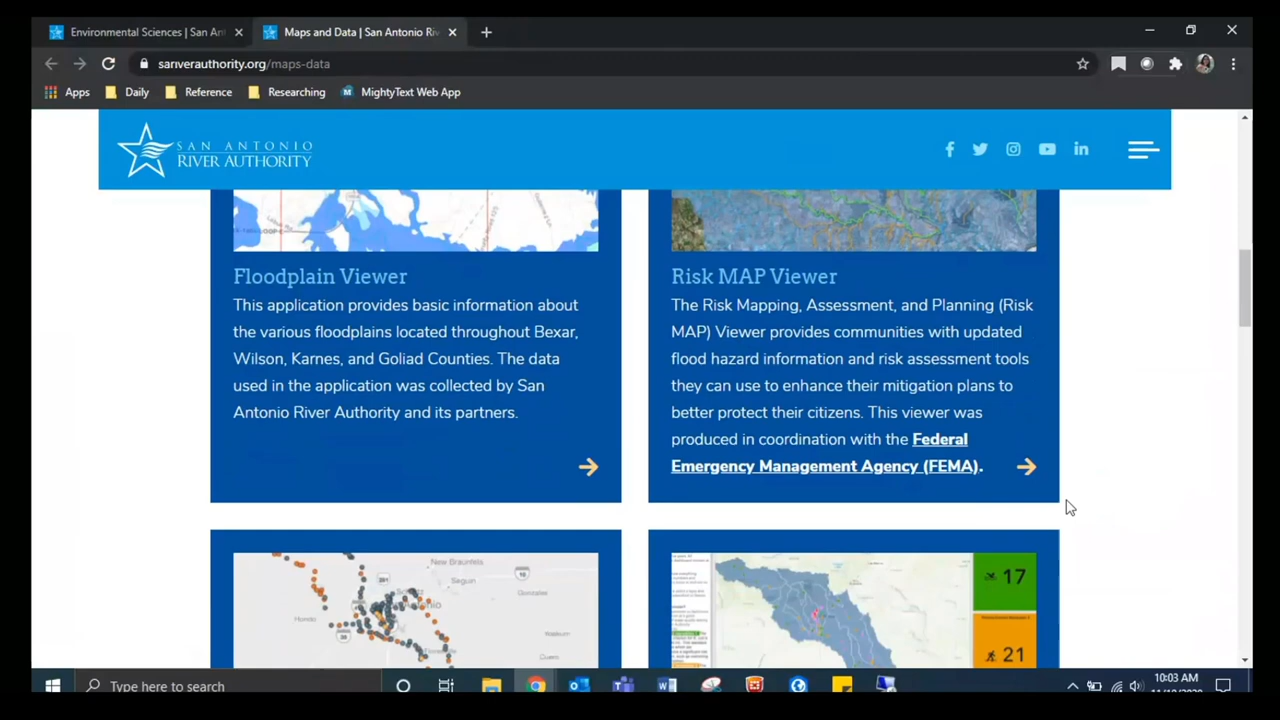 Environmental Sciences | San Ant
Maps and Data | San Antonio Riv
sariverauthority.org/maps-data
Apps
Daily
Reference
Researching
MightyText Web App
SAN ANTONIO
RIVER AUTHORITY
Floodplain Viewer
This application provides basic information about
the various floodplains located throughout Bexar,
Wilson, Karnes, and Goliad Counties. The data
used in the application was collected by San
Antonio River Authority and its partners.
Risk MAP Viewer
The Risk Mapping, Assessment, and Planning (Risk
MAP) Viewer provides communities with updated
flood hazard information and risk assessment tools
they can use to enhance their mitigation plans to
better protect their citizens. This viewer was
produced in coordination with the Federal
Emergency Management Agency (FEMA).
New Braunfels
Seguin
Gonzales
Hondo
17
21
Type here to search
10:03 AM